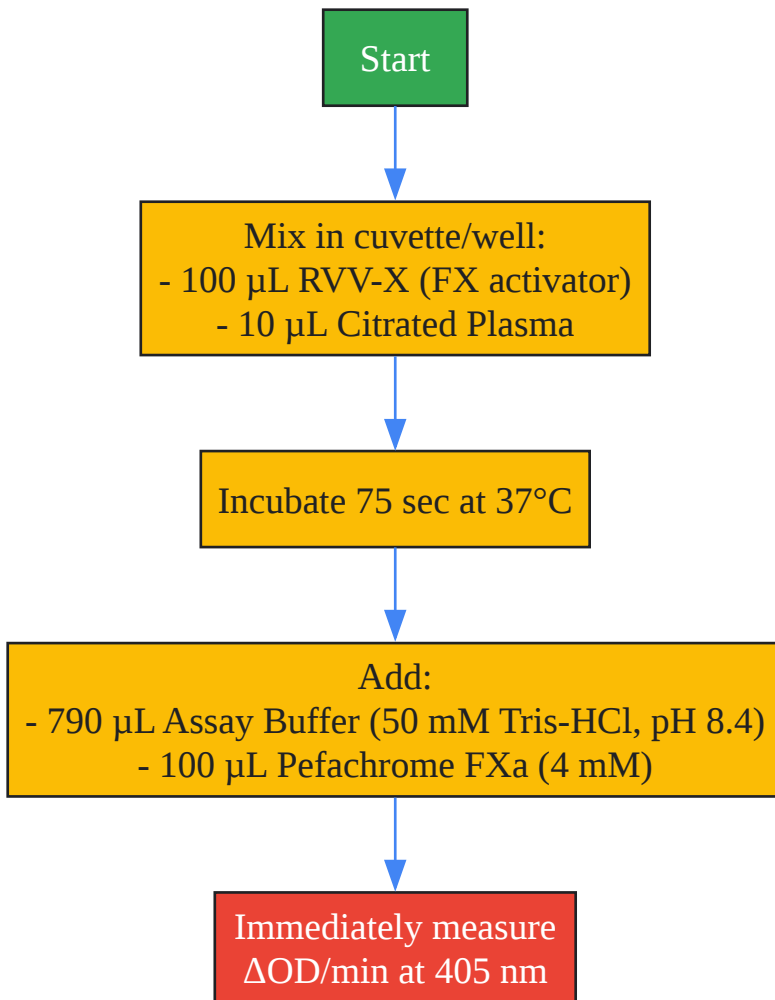 Start
Mix in cuvette/well:
- 100 µL RVV-X (FX activator)
- 10 µL Citrated Plasma
Incubate 75 sec at 37°C
Add:
- 790 µL Assay Buffer (50 mM Tris-HCl, pH 8.4)
- 100 µL Pefachrome FXa (4 mM)
Immediately measure
ΔOD/min at 405 nm